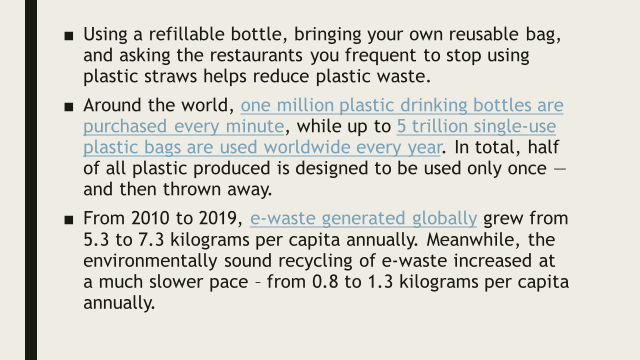 ▪ Using a refillable bottle, bringing your own reusable bag,
and asking the restaurants you frequent to stop using
plastic straws helps reduce plastic waste.
▪ Around the world, one million plastic drinking bottles are
purchased every minute, while up to 5 trillion single-use
plastic bags are used worldwide every year. In total, half
of all plastic produced is designed to be used only once —
and then thrown away.
▪ From 2010 to 2019, e-waste generated globally grew from
5.3 to 7.3 kilograms per capita annually. Meanwhile, the
environmentally sound recycling of e-waste increased at
a much slower pace – from 0.8 to 1.3 kilograms per capita
annually.